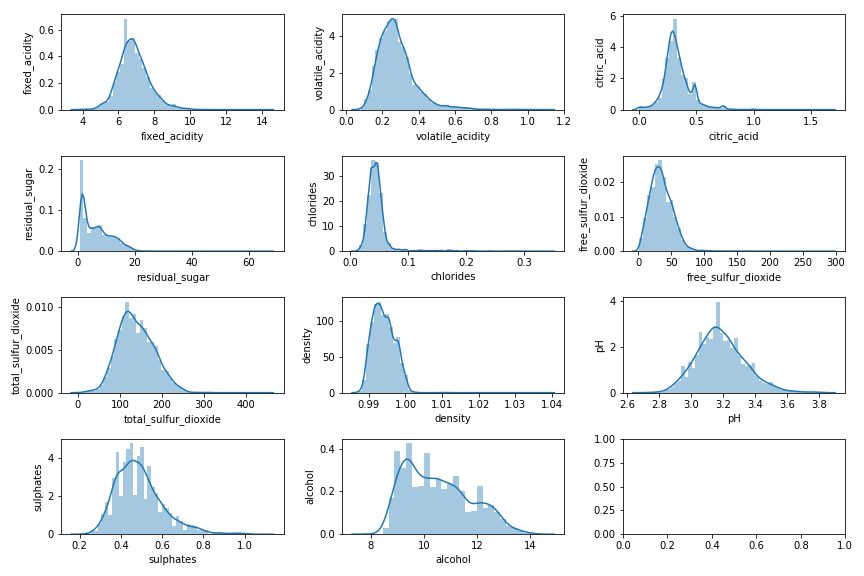 0.6
0.4
0.2
0.0
fixed_acidity
4 6 8 10 12 14
fixed_acidity
4
2
0
volatile_acidity
0.0 0.2 0.4 0.6 0.8 1.0 1.2
volatile_acidity
6
4
2
0
citric_acid
0.0 0.5 1.0 1.5
citric_acid
0.2
0.1
0.0
residual_sugar
0 20 40 60
residual_sugar
30
20
10
0
chlorides
0.0 0.1 0.2 0.3
chlorides
0.02
0.01
0.00
free_sulfur_dioxide
0 50 100 150 200 250 300
free_sulfur_dioxide
0.010
0.005
0.000
total_sulfur_dioxide
0 100 200 300 400
total_sulfur_dioxide
100
50
0
density
0.99 1.00 1.01 1.02 1.03 1.04
density
4
2
0
pH
2.6 2.8 3.0 3.2 3.4 3.6 3.8
pH
4
2
0
sulphates
0.2 0.4 0.6 0.8 1.0
sulphates
0.4
0.2
0.0
alcohol
8 10 12 14
alcohol
1.00
0.75
0.50
0.25
0.00
0.0 0.2 0.4 0.6 0.8 1.0